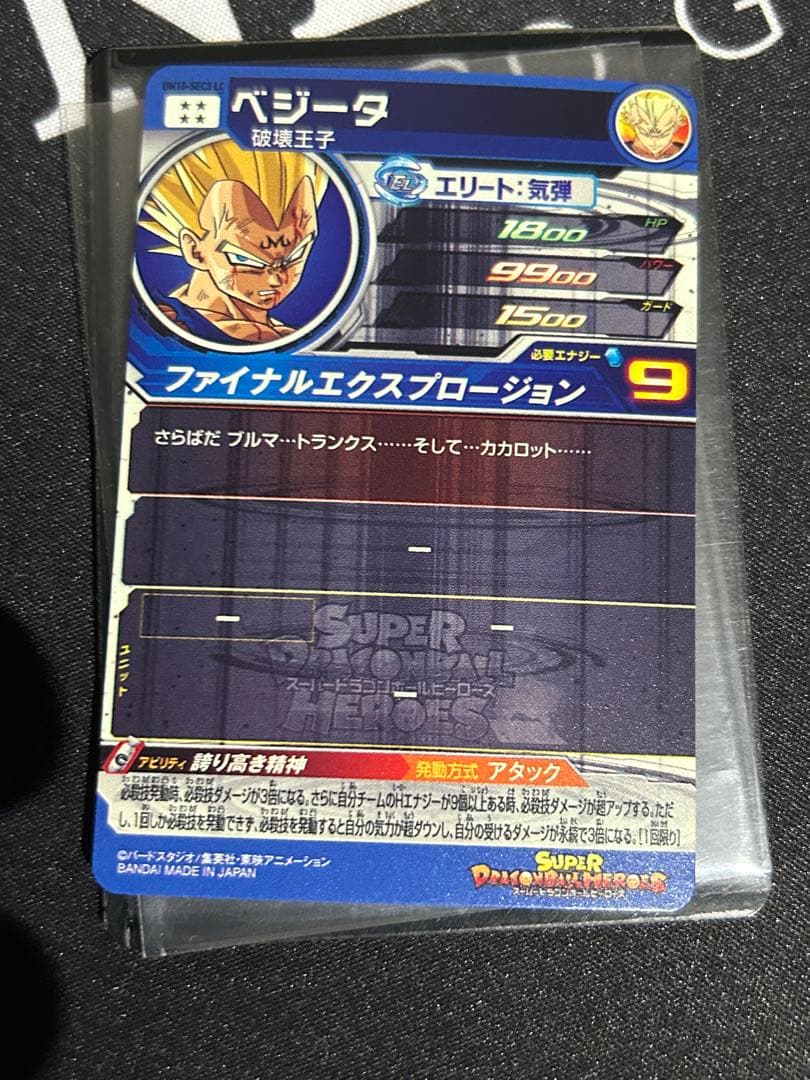 UM10-SEC3 LC
ベジータ
破壊王子
EL エリート:気弾
1800 HP
9900 パワー
1500 ガード
必要エナジー 9
ファイナルエクスプロージョン
さらばだ ブルマ…トランクス……そして…カカロット……
ー
ー
ー
ー
ユニット
SUPER
DRAGONBALL
スーパードラゴンボールヒーローズ
HEROES
アビリティ 誇り高き精神
発動方式 アタック
必殺技発動時、必殺技ダメージが3倍になる。さらに自分チームのHエナジーが9個以上ある時、必殺技ダメージが超アップする。ただ
し、1回しか必殺技を発動できず、必殺技を発動すると自分の気力が超ダウンし、自分の受けるダメージが永続で3倍になる。[1回限り]
©バードスタジオ/集英社・東映アニメーション
BANDAI MADE IN JAPAN
SUPER
DRAGONBALL HEROES
スーパードラゴンボールヒーローズ